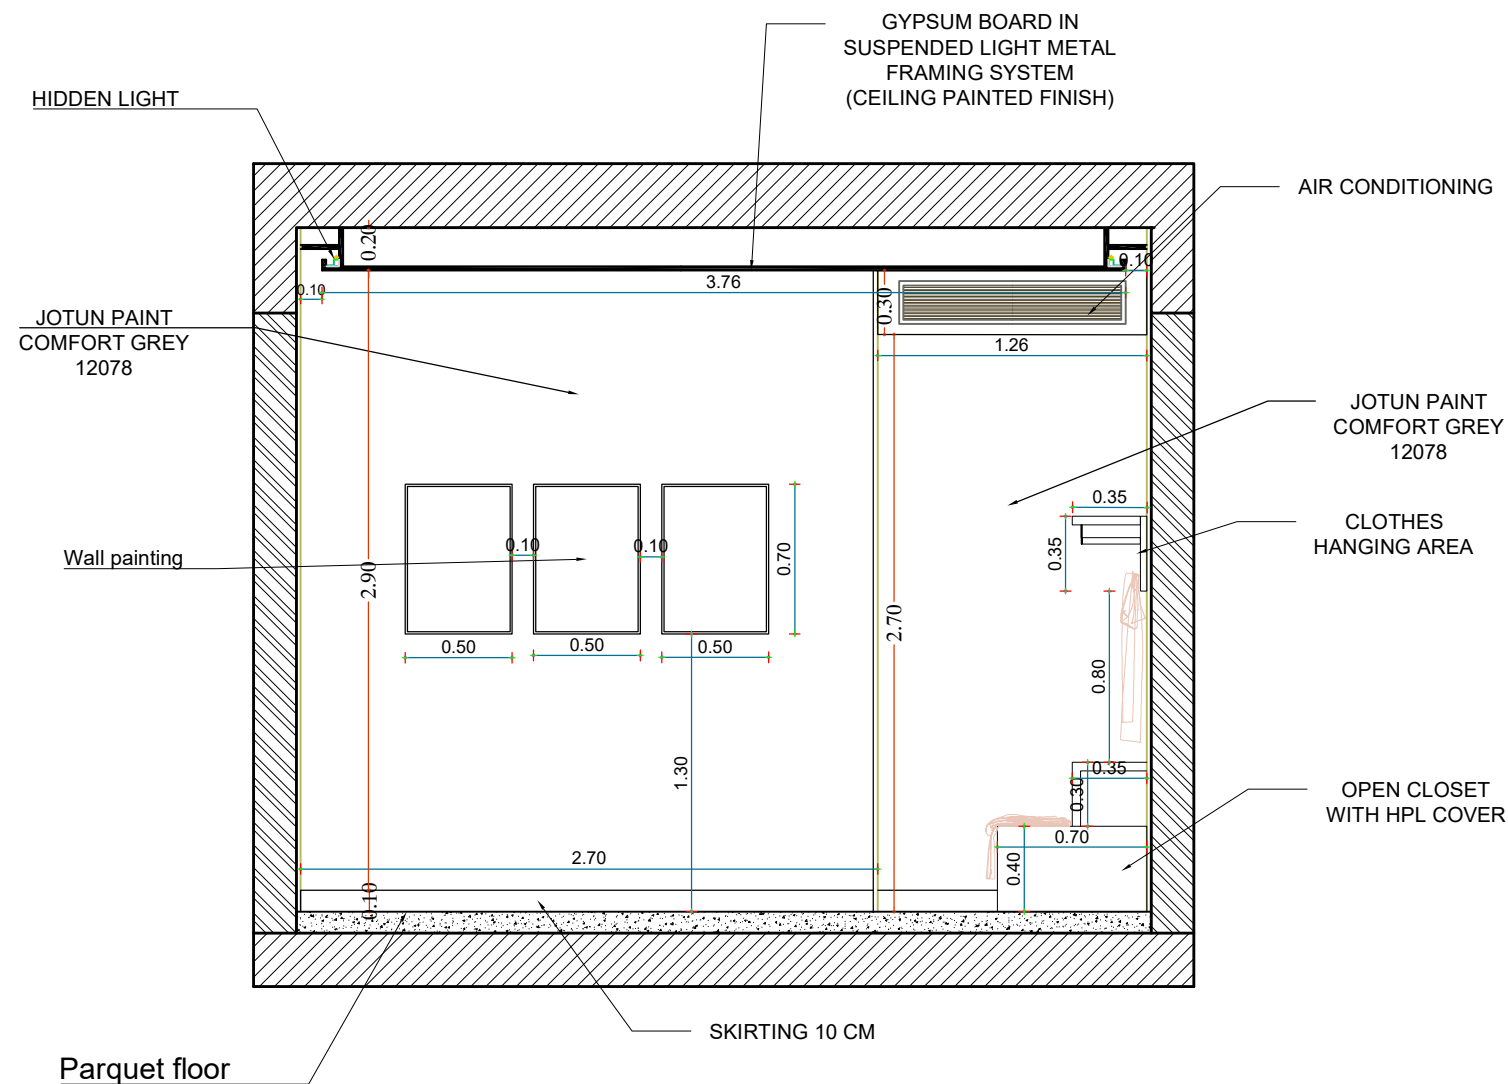 GYPSUM BOARD IN
SUSPENDED LIGHT METAL
FRAMING SYSTEM
(CEILING PAINTED FINISH)
HIDDEN LIGHT
AIR CONDITIONING
0.20
0.10
3.76
0.10
0.30
JOTUN PAINT
COMFORT GREY
12078
1.26
JOTUN PAINT
COMFORT GREY
12078
0.35
CLOTHES
HANGING AREA
0.35
0.10
0.10
0.70
Wall painting
2.90
2.70
0.50
0.50
0.50
0.80
1.30
0.35
0.30
OPEN CLOSET
WITH HPL COVER
0.70
0.40
2.70
0.10
SKIRTING 10 CM
Parquet floor